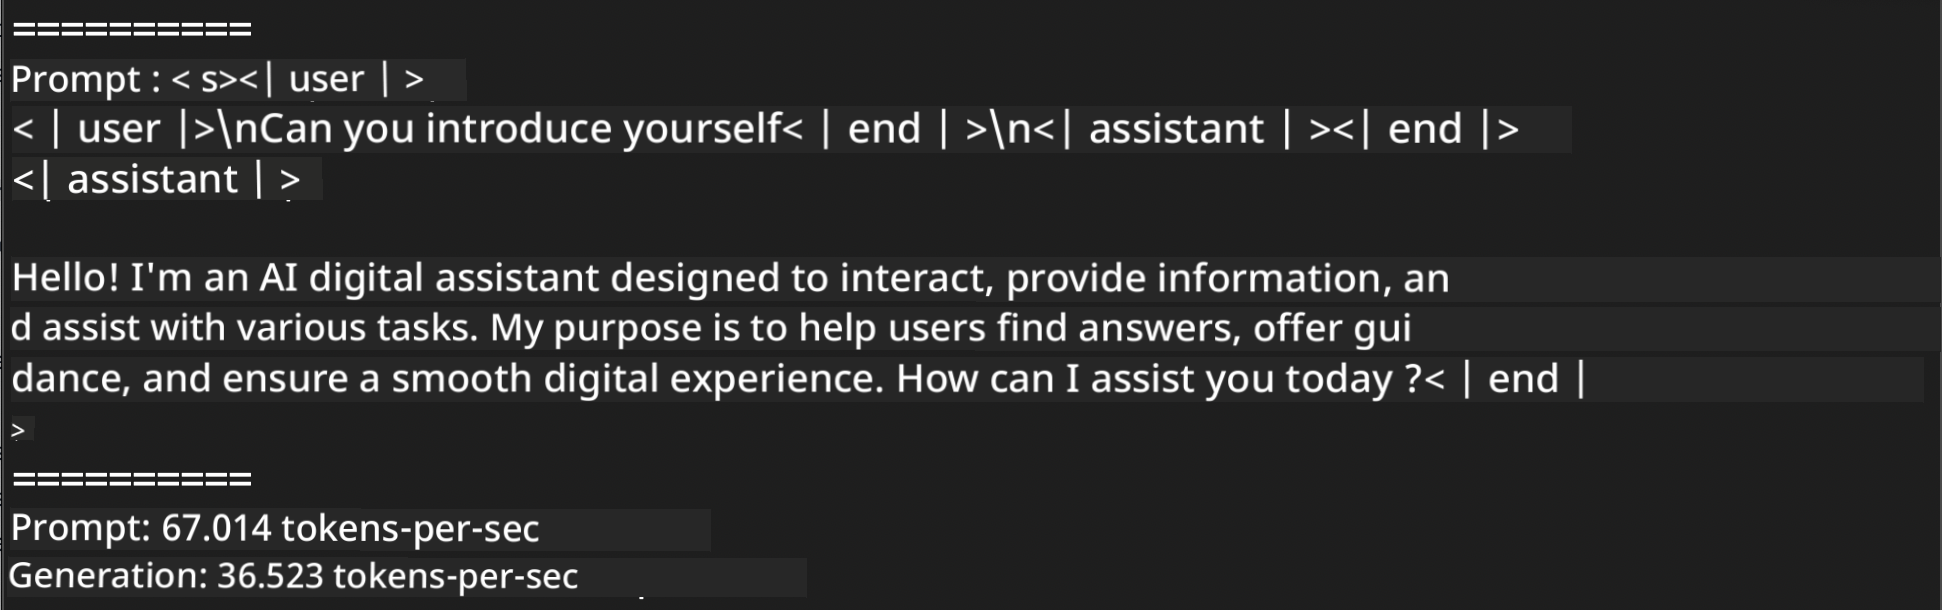 ==========
Prompt : < s><| user | >
< | user |>\nCan you introduce yourself< | end | >\n<| assistant | ><| end |>
<| assistant | >
Hello! I'm an AI digital assistant designed to interact, provide information, an
d assist with various tasks. My purpose is to help users find answers, offer gui
dance, and ensure a smooth digital experience. How can I assist you today ?< | end |
>
==========
Prompt: 67.014 tokens-per-sec
Generation: 36.523 tokens-per-sec